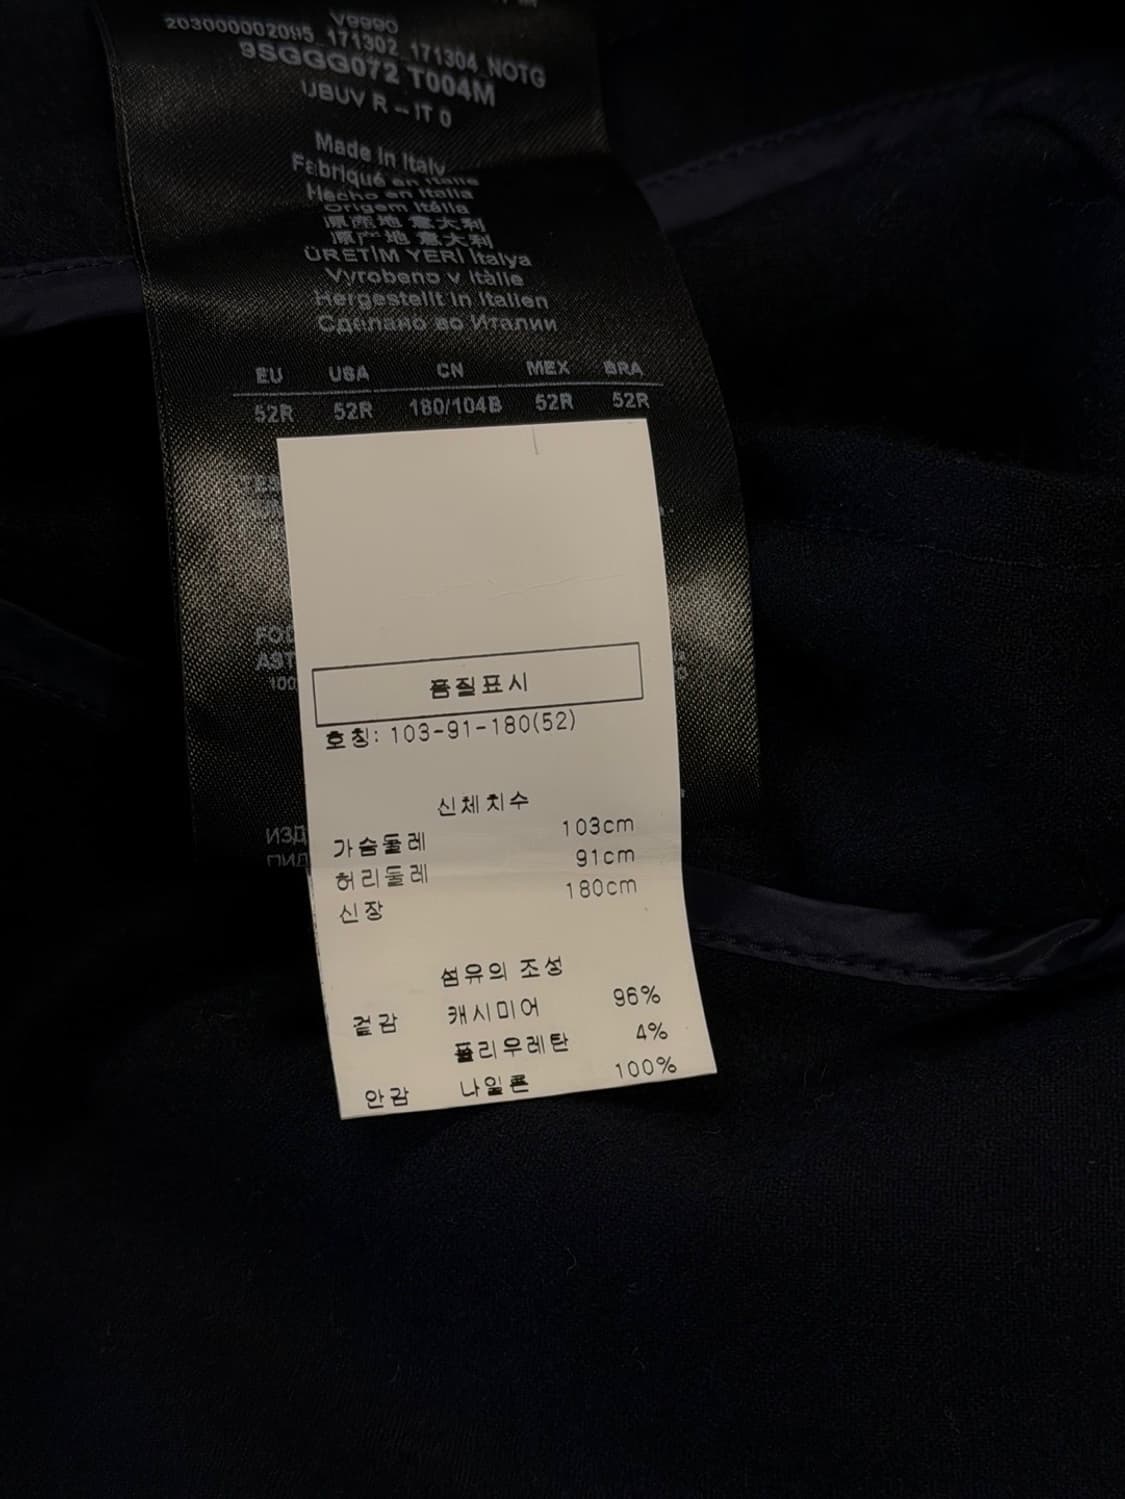 V9990
203000002095_171302_171304_NOTG
9SGGG072 T004M
UBUV R -- IT 0
Made in Italy
Fabriqué en Italie
Hecho en Italia
Origem Itália
原産地 意大利
原产地 意大利
ÜRETİM YERİ İtalya
Vyrobeno v Itálie
Hergestellt in Italien
Сделано во Италии
EU USA CN MEX BRA
52R 52R 180/104B 52R 52R
품질표시
호칭: 103-91-180(52)
신체치수
가슴둘레 103cm
허리둘레 91cm
신장 180cm
섬유의 조성
겉감 캐시미어 96%
폴리우레탄 4%
안감 나일론 100%